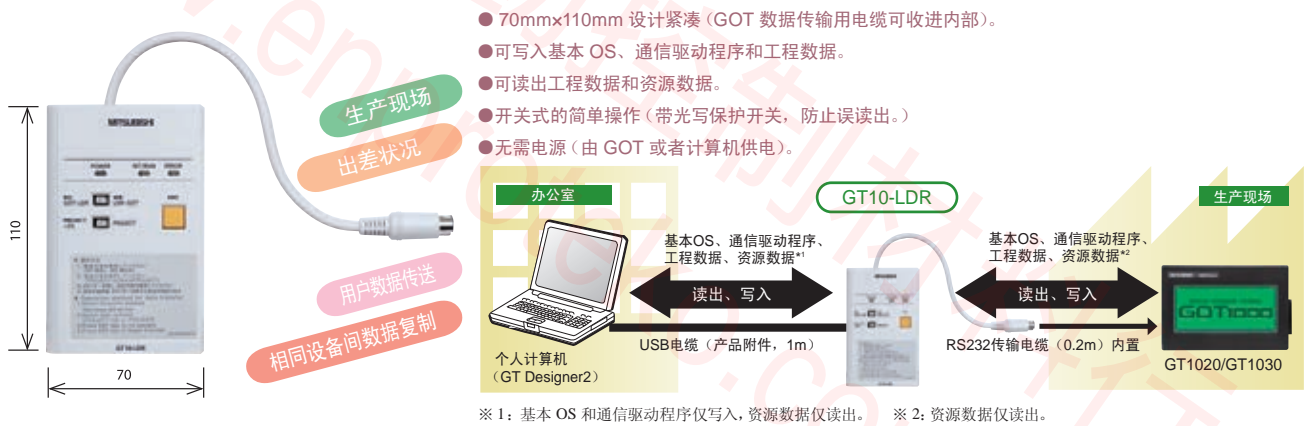 ● 70mm×110mm 设计紧凑（GOT 数据传输用电缆可收进内部）。
●可写入基本 OS、通信驱动程序和工程数据。
●可读出工程数据和资源数据。
●开关式的简单操作（带光写保护开关，防止误读出。）
●无需电源（由 GOT 或者计算机供电）。
生产现场
出差状况
用户数据传送
相同设备间数据复制
MITSUBISHI
POWER
ERROR
GT10-LDR
110
70
办公室
GT10-LDR
生产现场
基本OS、通信驱动程序、
工程数据、资源数据*1
读出、写入
基本OS、通信驱动程序、
工程数据、资源数据*2
读出、写入
GOT1000
USB电缆（产品附件，1m）
RS232传输电缆（0.2m）内置
个人计算机
（GT Designer2）
GT1020/GT1030
※ 1：基本 OS 和通信驱动程序仅写入，资源数据仅读出。 ※ 2: 资源数据仅读出。